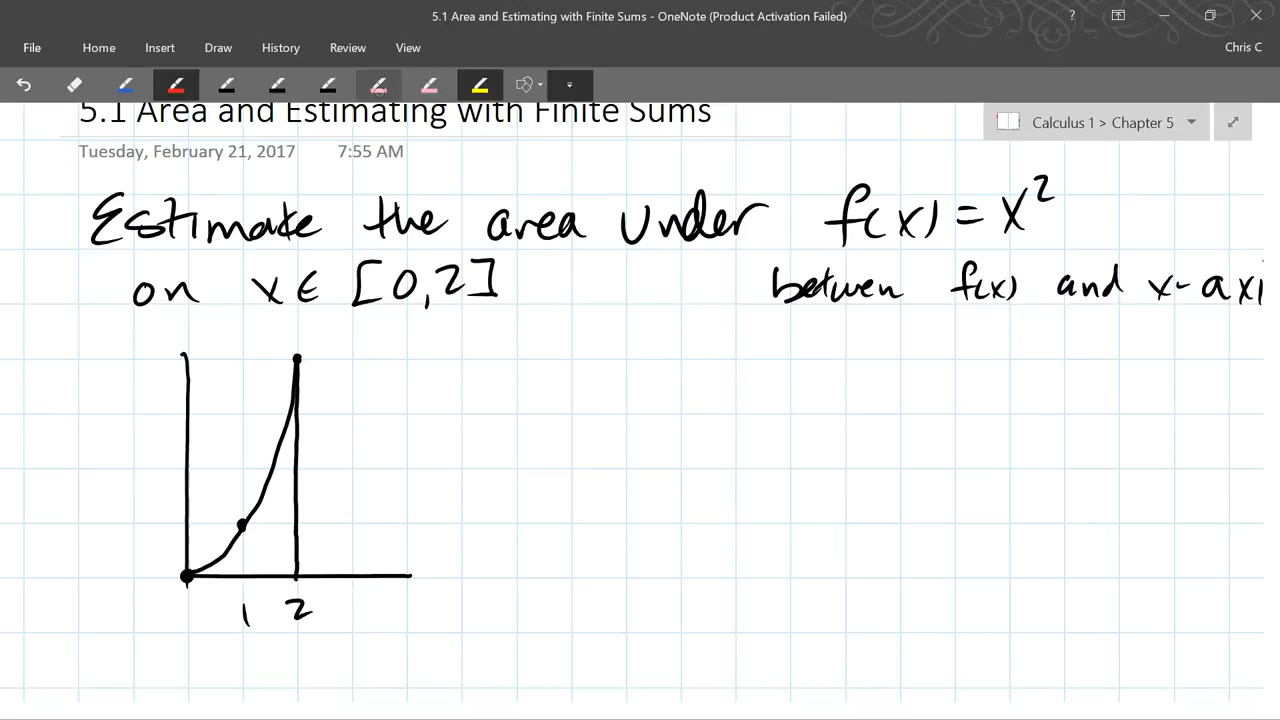 5.1 Area and Estimating with Finite Sums - OneNote (Product Activation Failed)
?
File Home Insert Draw History Review View
Chris C
5.1 Area and Estimating with Finite Sums
Calculus 1 > Chapter 5
Tuesday, February 21, 2017 7:55 AM
Estimate the area under f(x) = x²
on x ∈ [0,2]
betwen f(x) and x-axi
1 2